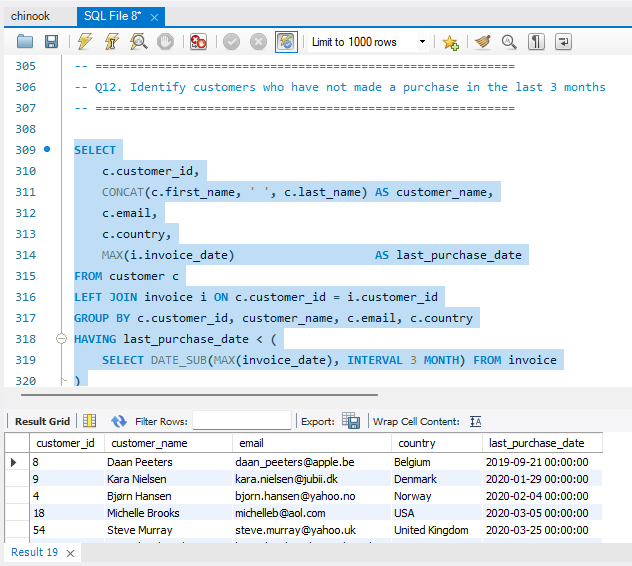 chinook
SQL File 8*
Limit to 1000 rows
305 -- ============================================================
306 -- Q12. Identify customers who have not made a purchase in the last 3 months
307 -- ============================================================
308
309 SELECT
310 c.customer_id,
311 CONCAT(c.first_name, ' ', c.last_name) AS customer_name,
312 c.email,
313 c.country,
314 MAX(i.invoice_date) AS last_purchase_date
315 FROM customer c
316 LEFT JOIN invoice i ON c.customer_id = i.customer_id
317 GROUP BY c.customer_id, customer_name, c.email, c.country
318 HAVING last_purchase_date < (
319 SELECT DATE_SUB(MAX(invoice_date), INTERVAL 3 MONTH) FROM invoice
320 )
Result Grid Filter Rows: Export: Wrap Cell Content:
customer_id customer_name email country last_purchase_date
8 Daan Peeters daan_peeters@apple.be Belgium 2019-09-21 00:00:00
9 Kara Nielsen kara.nielsen@jubii.dk Denmark 2020-01-29 00:00:00
4 Bjørn Hansen bjorn.hansen@yahoo.no Norway 2020-02-04 00:00:00
18 Michelle Brooks michelleb@aol.com USA 2020-03-05 00:00:00
54 Steve Murray steve.murray@yahoo.uk United Kingdom 2020-03-25 00:00:00
Result 19